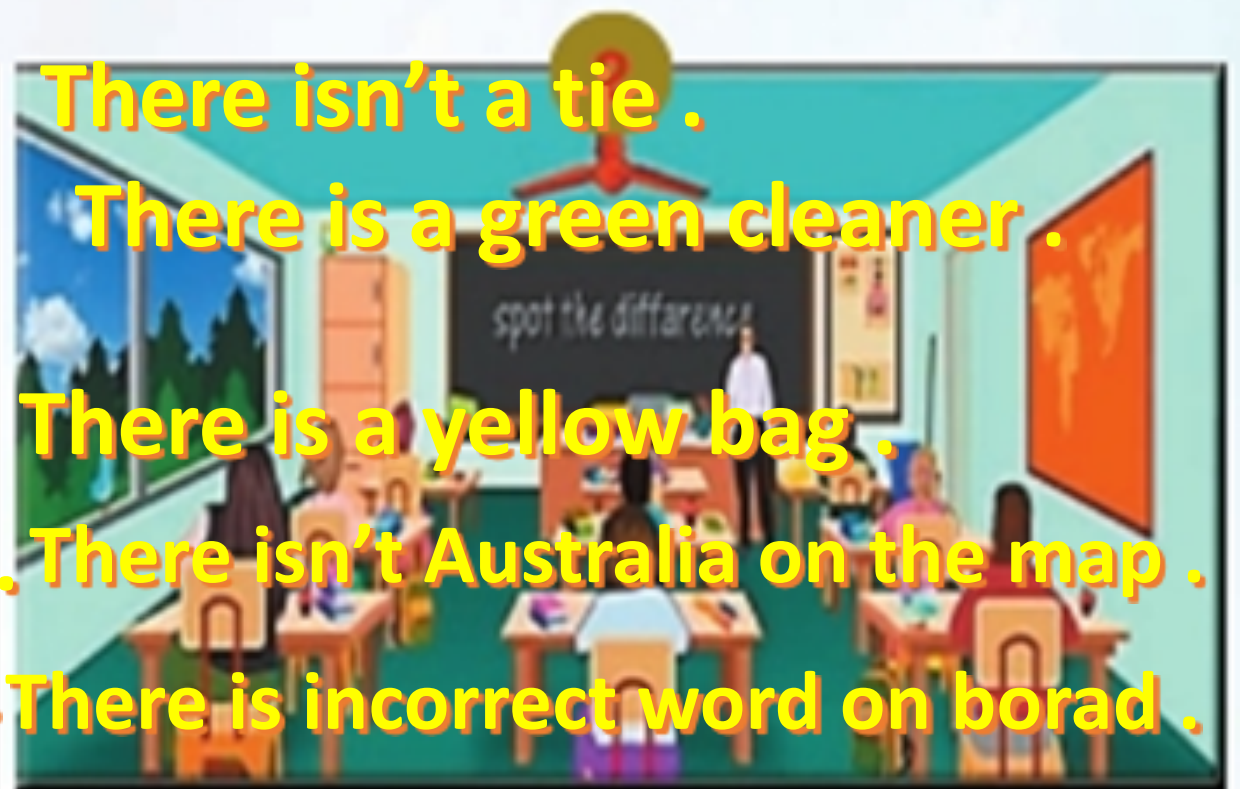 ?
There isn't a tie .
There is a green cleaner .
spot the diffarence
There is a yellow bag .
. There isn't Australia on the map .
.There is incorrect word on borad .